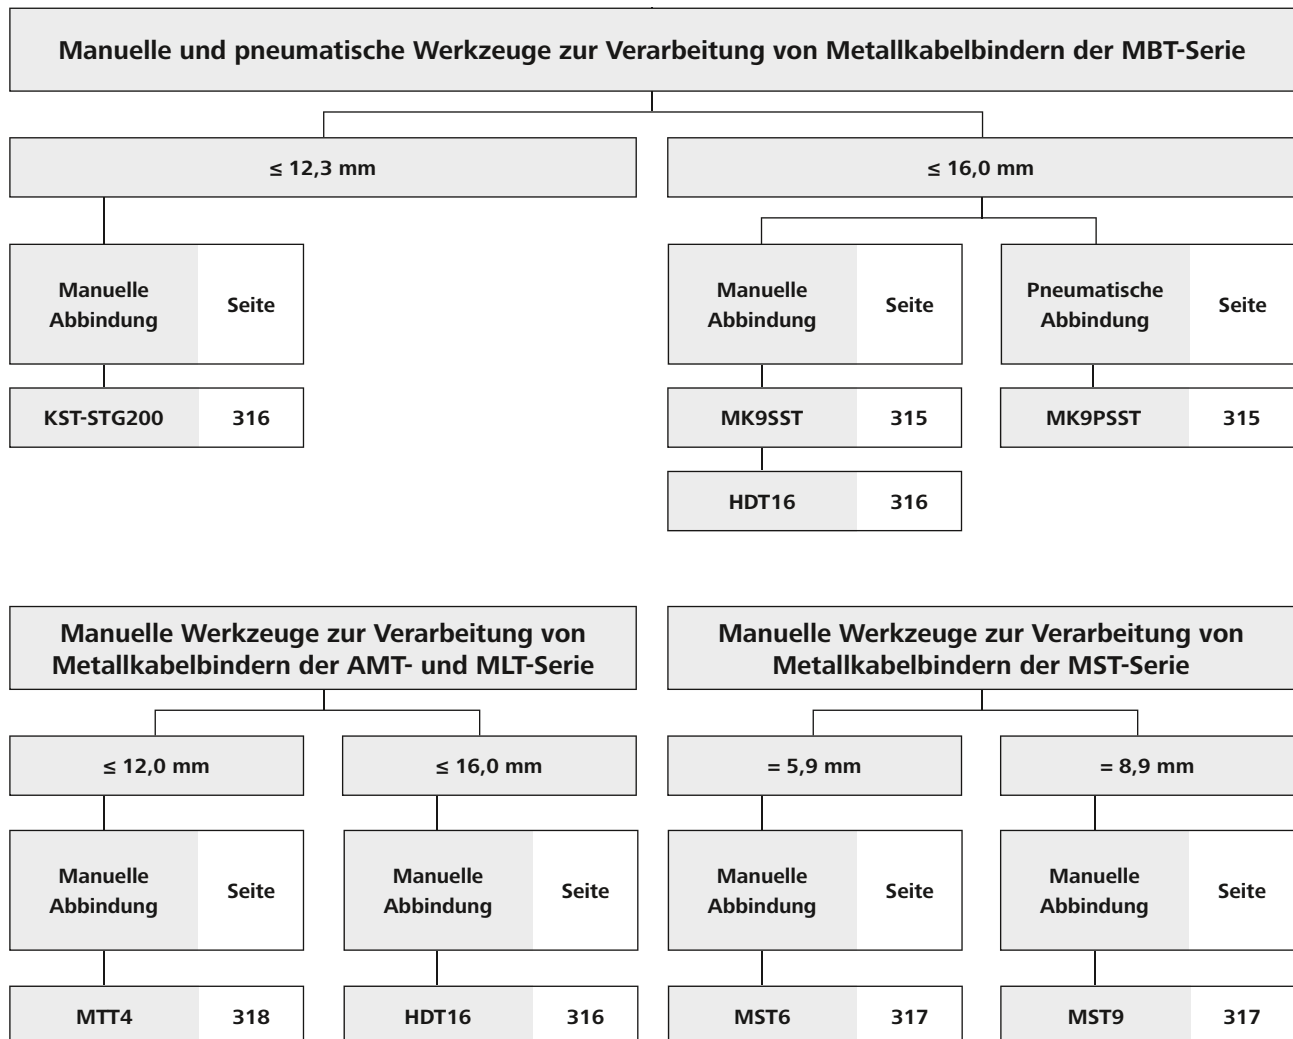 Manuelle und pneumatische Werkzeuge zur Verarbeitung von Metallkabelbindern der MBT-Serie
≤ 12,3 mm
≤ 16,0 mm
Manuelle
Abbindung
Seite
Manuelle
Abbindung
Seite
Pneumatische
Abbindung
Seite
KST-STG200
316
MK9SST
315
MK9PSST
315
HDT16
316
Manuelle Werkzeuge zur Verarbeitung von
Metallkabelbindern der AMT- und MLT-Serie
Manuelle Werkzeuge zur Verarbeitung von
Metallkabelbindern der MST-Serie
≤ 12,0 mm
≤ 16,0 mm
= 5,9 mm
= 8,9 mm
Manuelle
Abbindung
Seite
Manuelle
Abbindung
Seite
Manuelle
Abbindung
Seite
Manuelle
Abbindung
Seite
MTT4
318
HDT16
316
MST6
317
MST9
317